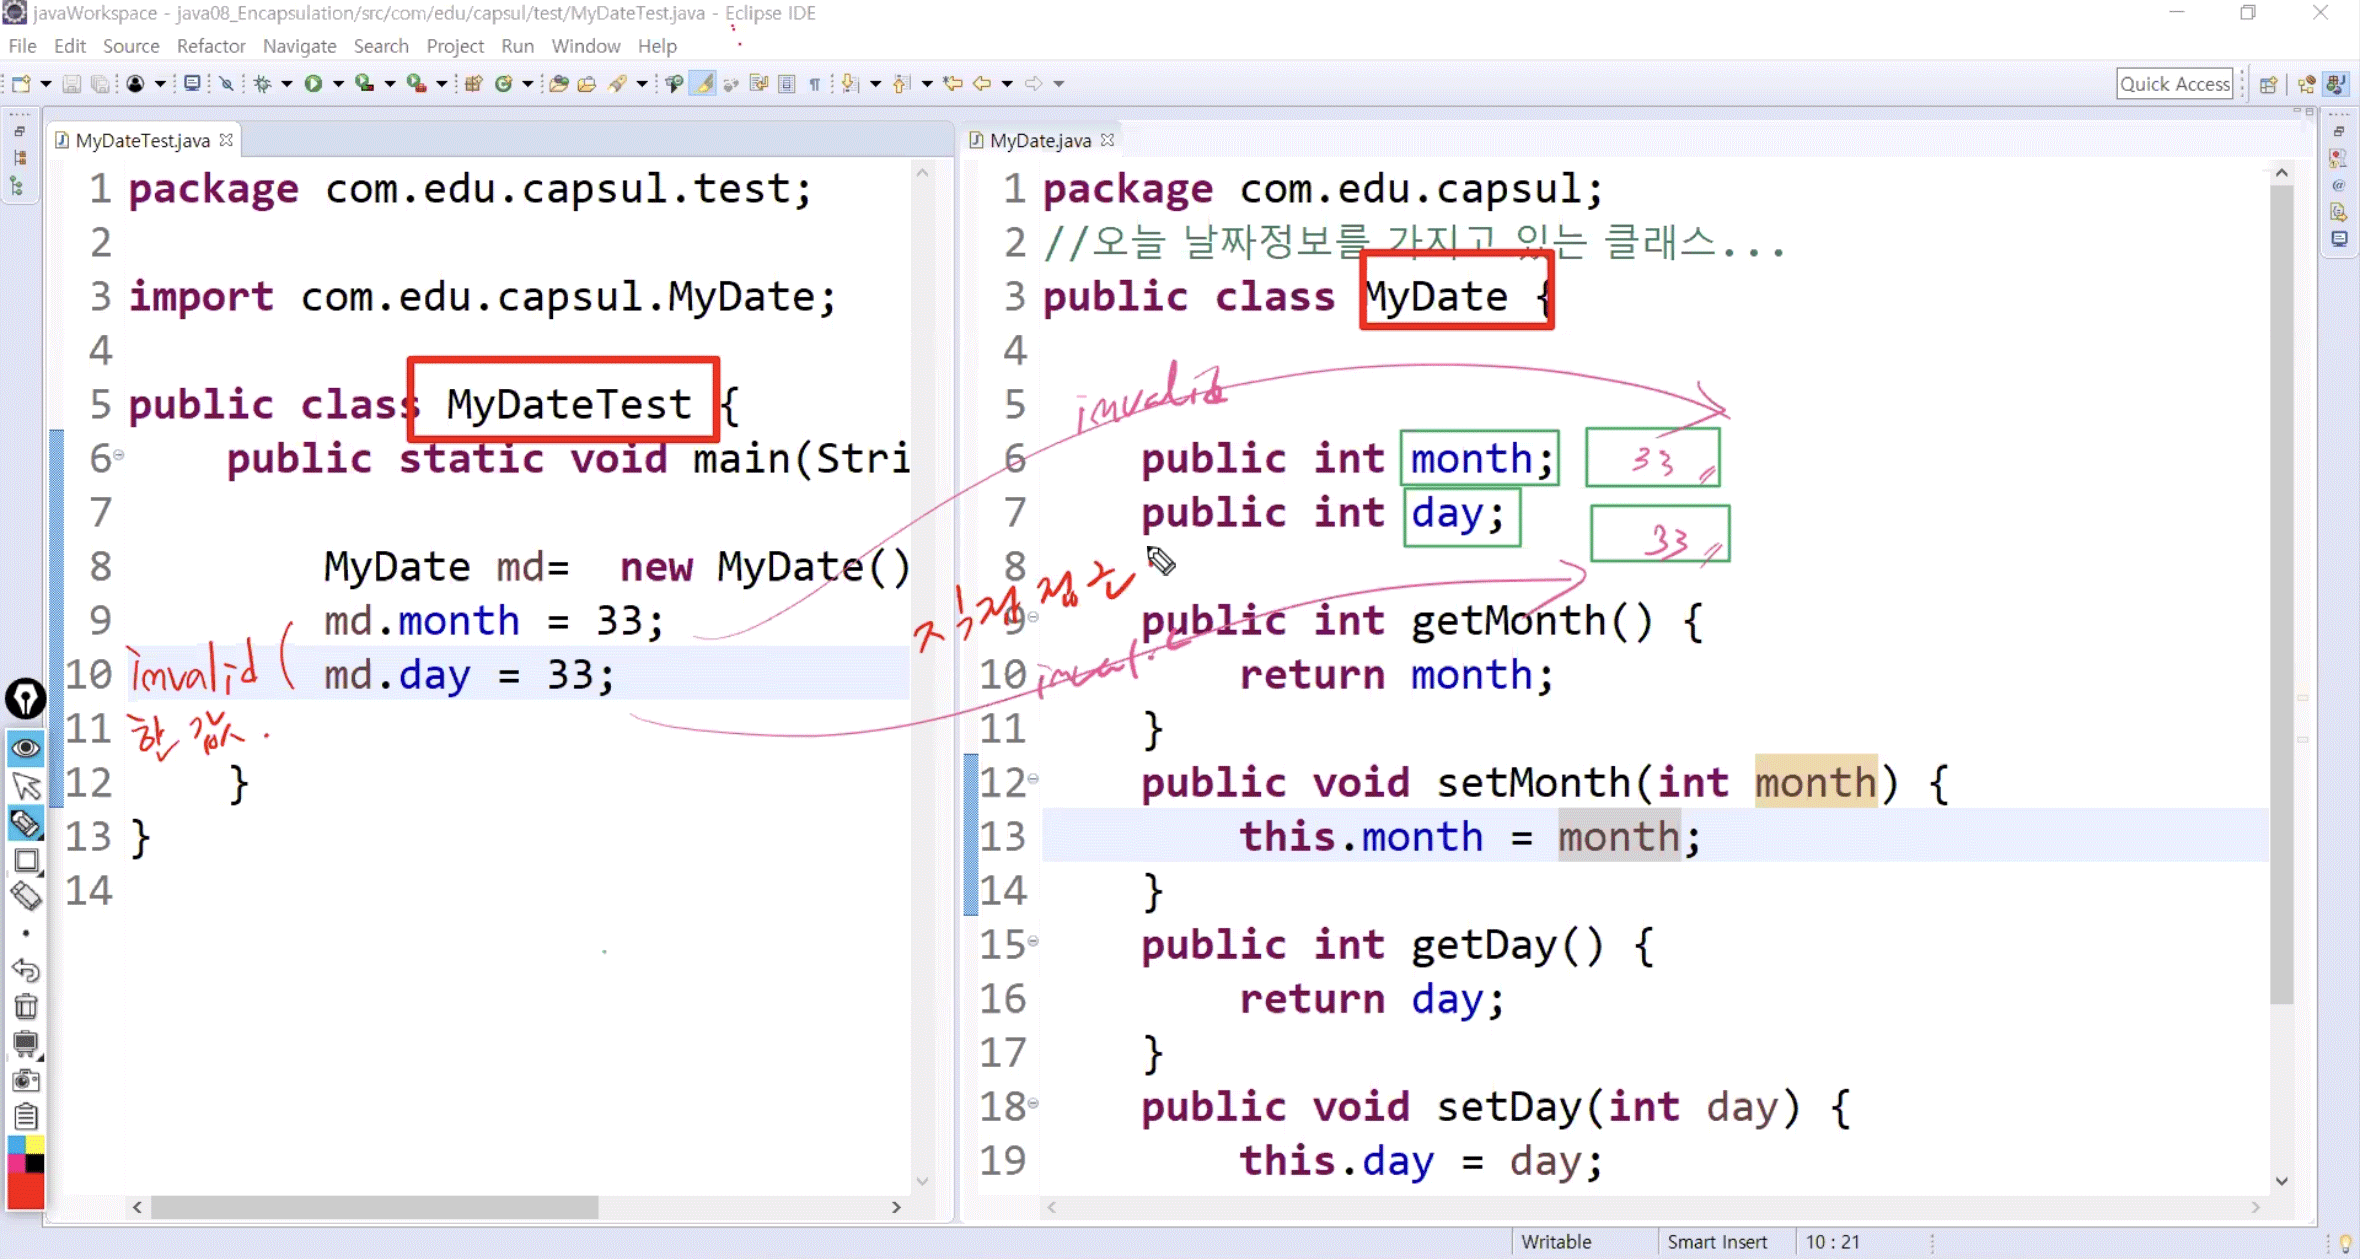 javaWorkspace - java08_Encapsulation/src/com/edu/capsul/test/MyDateTest.java - Eclipse IDE
File Edit Source Refactor Navigate Search Project Run Window Help
Quick Access
MyDateTest.java
1 package com.edu.capsul.test;
2
3 import com.edu.capsul.MyDate;
4
5 public class MyDateTest {
6 public static void main(Stri
7
8 MyDate md= new MyDate()
9 md.month = 33;
10 md.day = 33;
11
12 }
13 }
14
invalid (
한 값.
MyDate.java
1 package com.edu.capsul;
2 //오늘 날짜정보를 가지고 있는 클래스...
3 public class MyDate {
4
5
6 public int month;
7 public int day;
8
9 public int getMonth() {
10 return month;
11 }
12 public void setMonth(int month) {
13 this.month = month;
14 }
15 public int getDay() {
16 return day;
17 }
18 public void setDay(int day) {
19 this.day = day;
invalid
33
33
직접접근
Writable Smart Insert 10 : 21